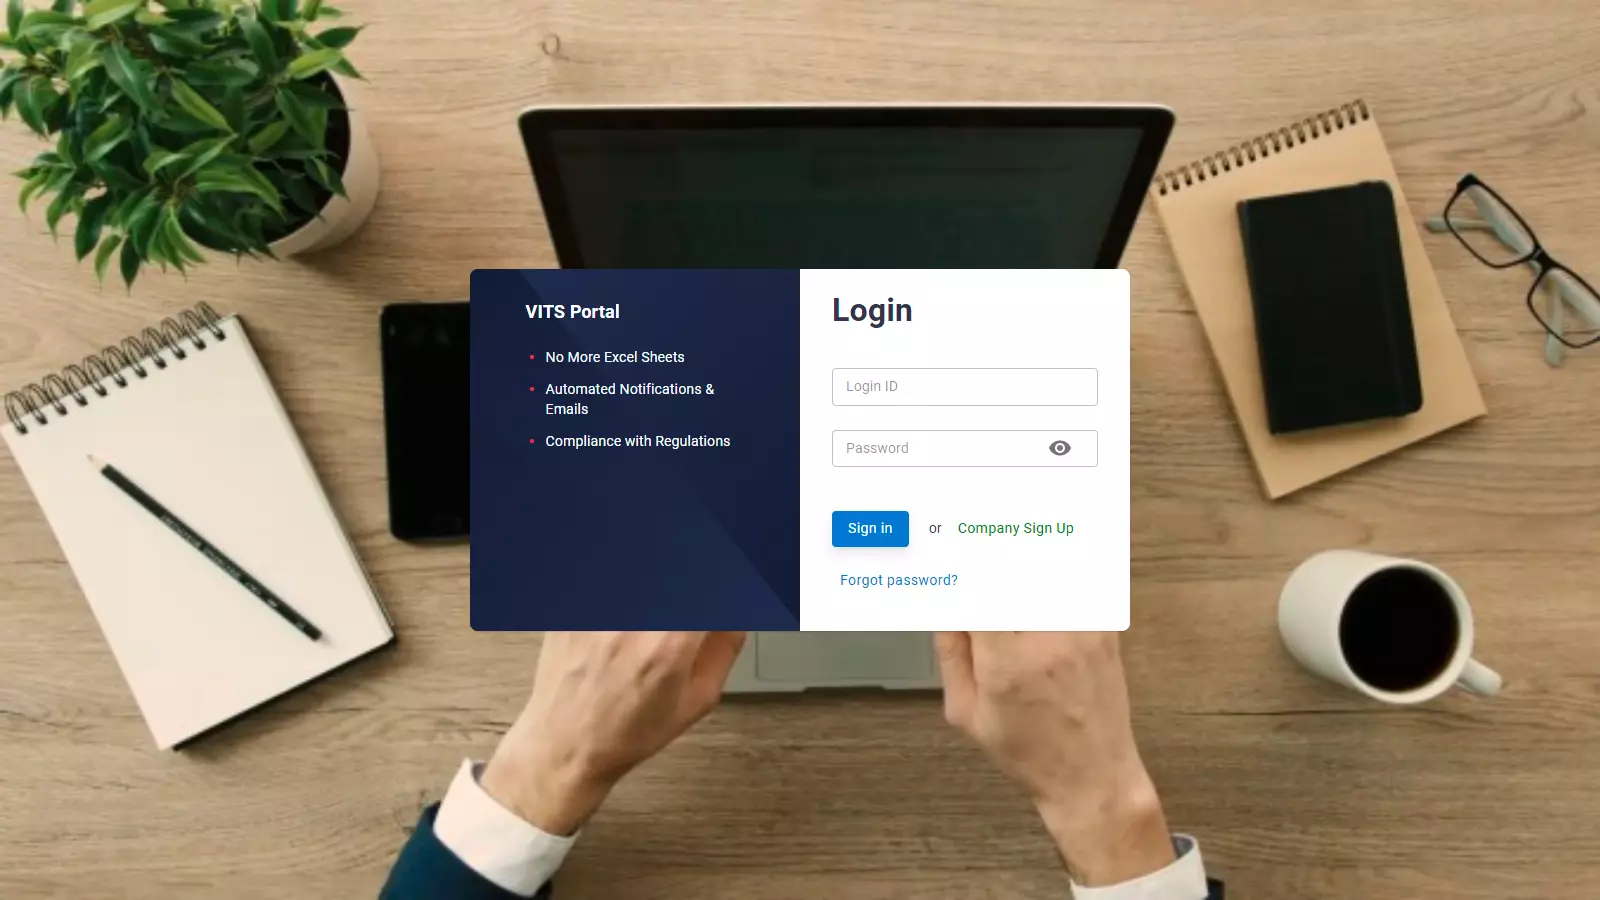 VITS Portal
No More Excel Sheets
Automated Notifications &
Emails
Compliance with Regulations
Login
Login ID
Password
Sign in or Company Sign Up
Forgot password?